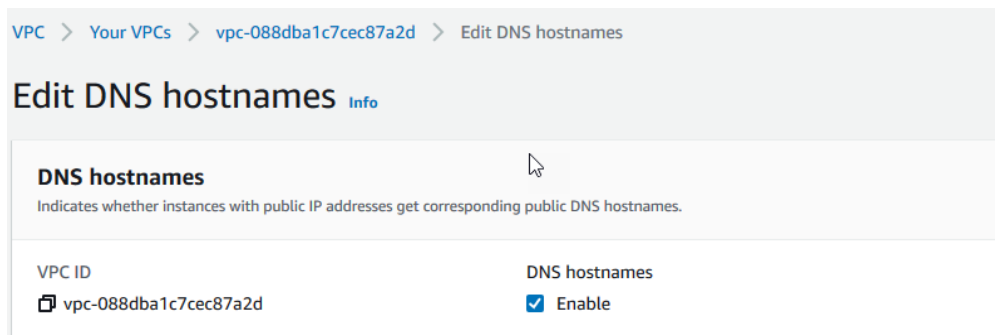 VPC > Your VPCs > vpc-088dba1c7cec87a2d > Edit DNS hostnames
Edit DNS hostnames Info
DNS hostnames
Indicates whether instances with public IP addresses get corresponding public DNS hostnames.
VPC ID
vpc-088dba1c7cec87a2d
DNS hostnames
Enable